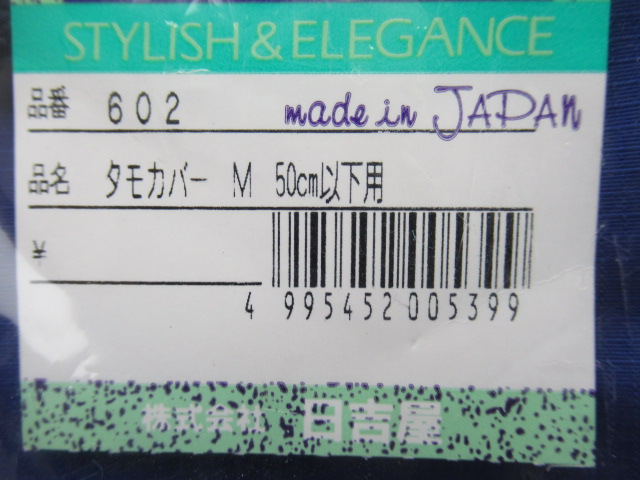 STYLISH & ELEGANCE
品番 602 made in JAPAN
品名 タモカバー M 50cm以下用
¥
4 995452 005399
株式会社 日吉屋